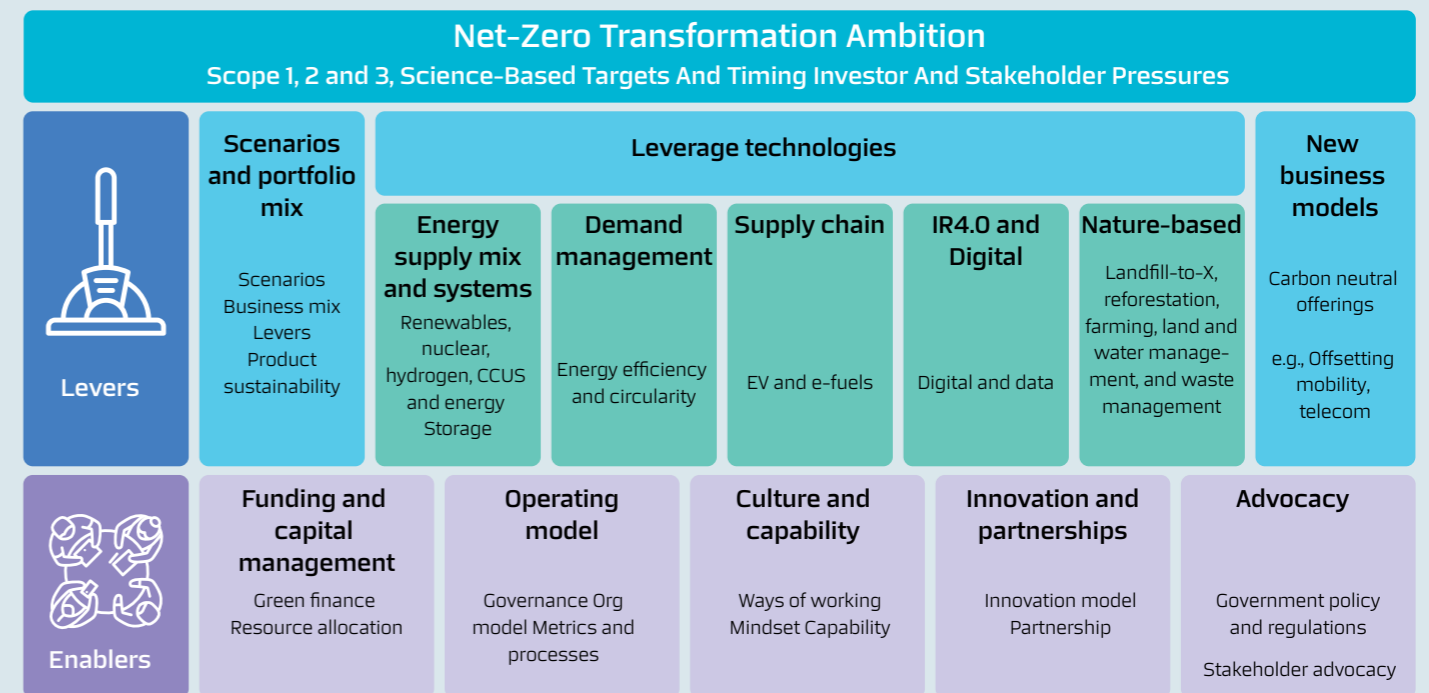 Net-Zero Transformation Ambition
Scope 1, 2 and 3, Science-Based Targets And Timing Investor And Stakeholder Pressures
Levers
Scenarios
and portfolio
mix
Scenarios
Business mix
Levers
Product
sustainability
Leverage technologies
Energy
supply mix
and systems
Renewables,
nuclear,
hydrogen, CCUS
and energy
Storage
Demand
management
Energy efficiency
and circularity
Supply chain
EV and e-fuels
IR4.0 and
Digital
Digital and data
Nature-based
Landfill-to-X,
reforestation,
farming, land and
water manage-
ment, and waste
management
New
business
models
Carbon neutral
offerings
e.g., Offsetting
mobility,
telecom
Enablers
Funding and
capital
management
Green finance
Resource allocation
Operating
model
Governance Org
model Metrics and
processes
Culture and
capability
Ways of working
Mindset Capability
Innovation and
partnerships
Innovation model
Partnership
Advocacy
Government policy
and regulations
Stakeholder advocacy